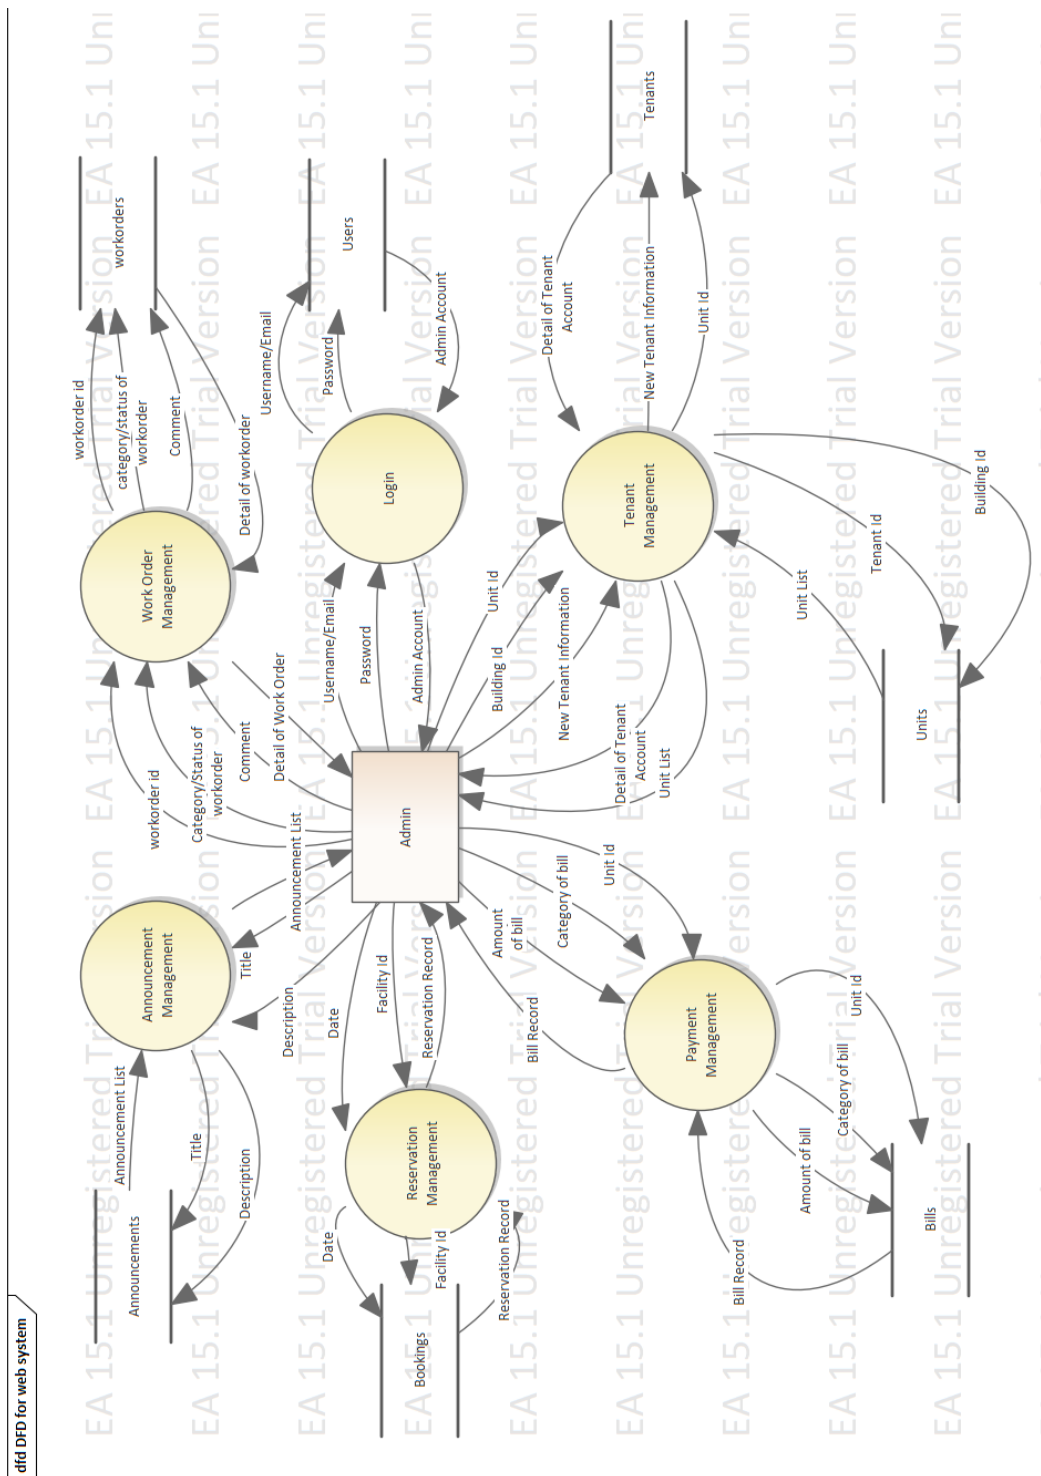 dfd DFD for web system
Announcements
Announcement List
Title
Description
Announcement
Management
Announcement List
Title
Description
workorder id
Category/Status of
workorder
Comment
Detail of Work Order
Work Order
Management
workorder id
category/status of
workorder
Comment
Detail of workorder
workorders
Admin
Username/Email
Password
Admin Account
Login
Username/Email
Password
Admin Account
Users
Date
Facility Id
Reservation Record
Reservation
Management
Date
Facility Id
Reservation Record
Bookings
Unit Id
Building Id
New Tenant Information
Detail of Tenant
Account
Unit List
Tenant
Management
Detail of Tenant
Account
New Tenant Information
Unit Id
Tenants
Unit List
Tenant Id
Building Id
Units
Amount
of bill
Category of bill
Unit Id
Bill Record
Payment
Management
Unit Id
Category of bill
Amount of bill
Bill Record
Bills
EA 15.1 Unregistered Trial Version